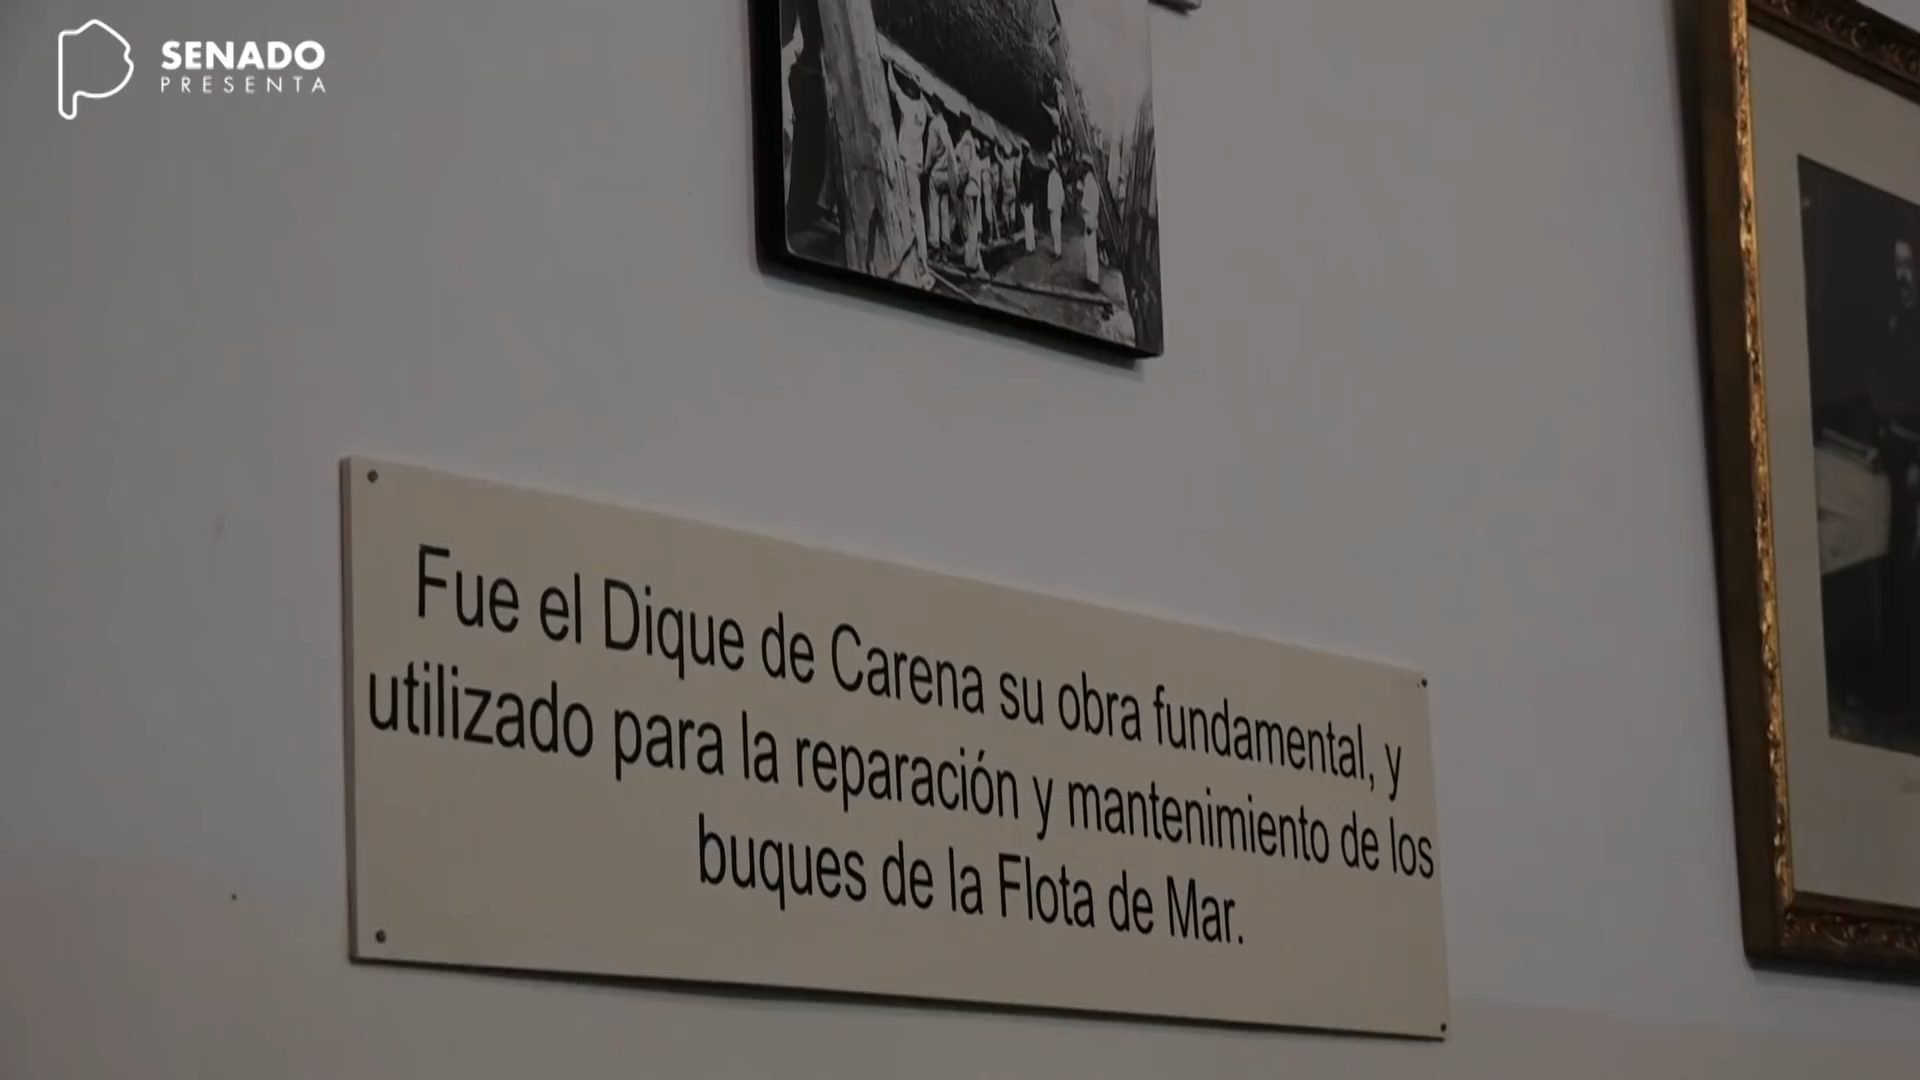 SENADO
PRESENTA
Fue el Dique de Carena su obra fundamental, y
utilizado para la reparación y mantenimiento de los
buques de la Flota de Mar.